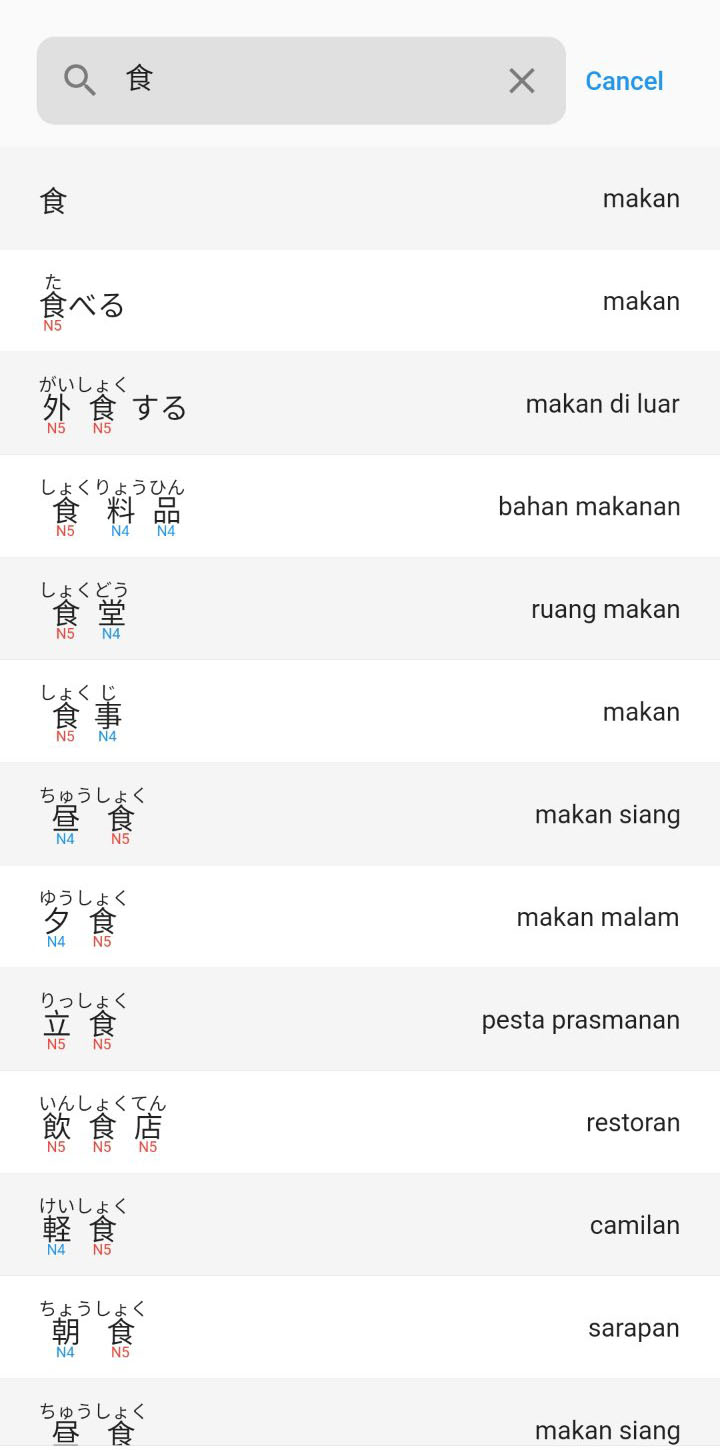 食
Cancel
食 makan
た
食べる makan
N5
がいしょく
外食する makan di luar
N5 N5
しょくりょうひん
食料品 bahan makanan
N5 N4 N4
しょくどう
食堂 ruang makan
N5 N4
しょくじ
食事 makan
N5 N4
ちゅうしょく
昼食 makan siang
N4 N5
ゆうしょく
夕食 makan malam
N4 N5
りっしょく
立食 pesta prasmanan
N5 N5
いんしょくてん
飲食店 restoran
N5 N5 N5
けいしょく
軽食 camilan
N4 N5
ちょうしょく
朝食 sarapan
N4 N5
ちゅうしょく
昼食 makan siang